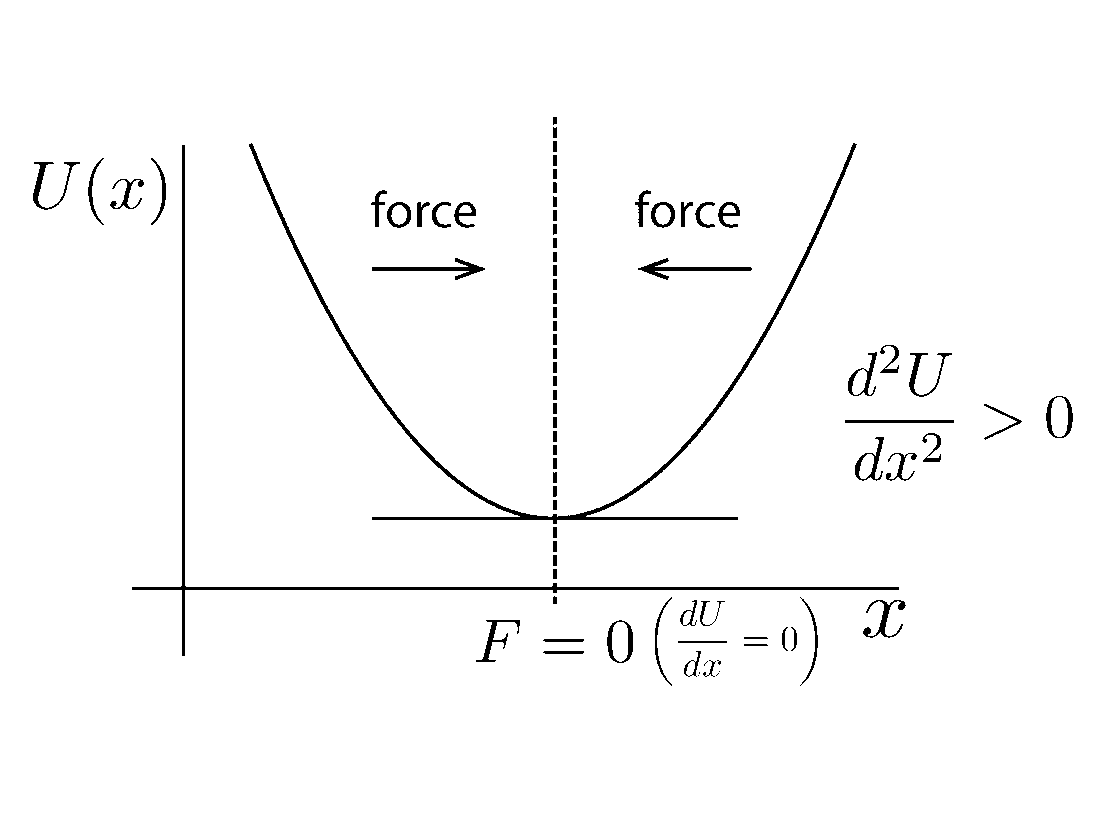 U(x)
force force
d²U/dx² > 0
F = 0 (dU/dx = 0) x